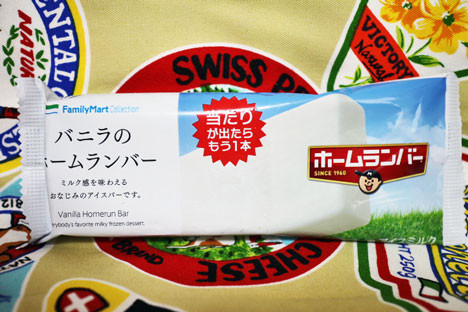 FamilyMart Collection
バニラの
ホームランバー
ミルク感を味わえる
おなじみのアイスバーです。
Vanilla Homerun Bar
everybody's favorite milky frozen dessert.
当たり
が出たら
もう1本
ホームランバー
SINCE 1960
SWISS
CHEESE
BRAND
VICTORY
Natural
250g